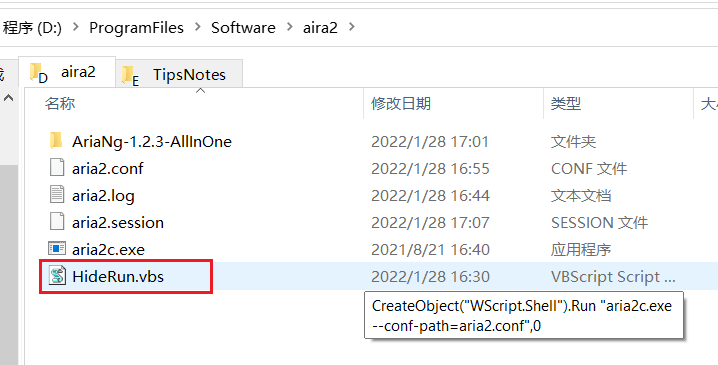 程序 (D:) > ProgramFiles > Software > aira2 >
D aira2 E TipsNotes
名称 修改日期 类型
AriaNg-1.2.3-AllInOne 2022/1/28 17:01 文件夹
aria2.conf 2022/1/28 16:55 CONF 文件
aria2.log 2022/1/28 16:44 文本文档
aria2.session 2022/1/28 17:07 SESSION 文件
aria2c.exe 2021/8/21 16:40 应用程序
HideRun.vbs 2022/1/28 16:30 VBScript Script ...
CreateObject("WScript.Shell").Run "aria2c.exe
--conf-path=aria2.conf",0